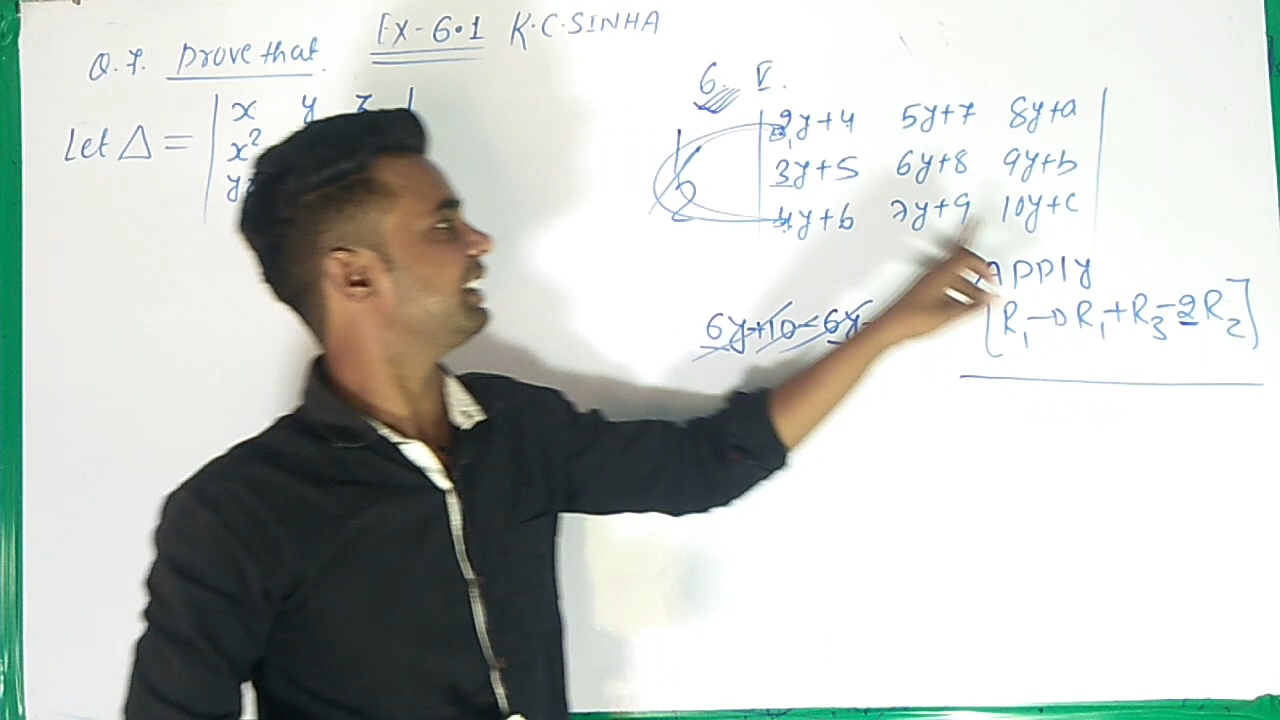 Ex-6.1 K.C.SINHA
Q.7. prove that.
Let Δ = | x y z
x²
y
6. V.
2y+4 5y+7 8y+a
3y+5 6y+8 9y+b
4y+6 7y+9 10y+c
APPly
[R₁→R₁+R₃-2R₂]
6y+10-6y